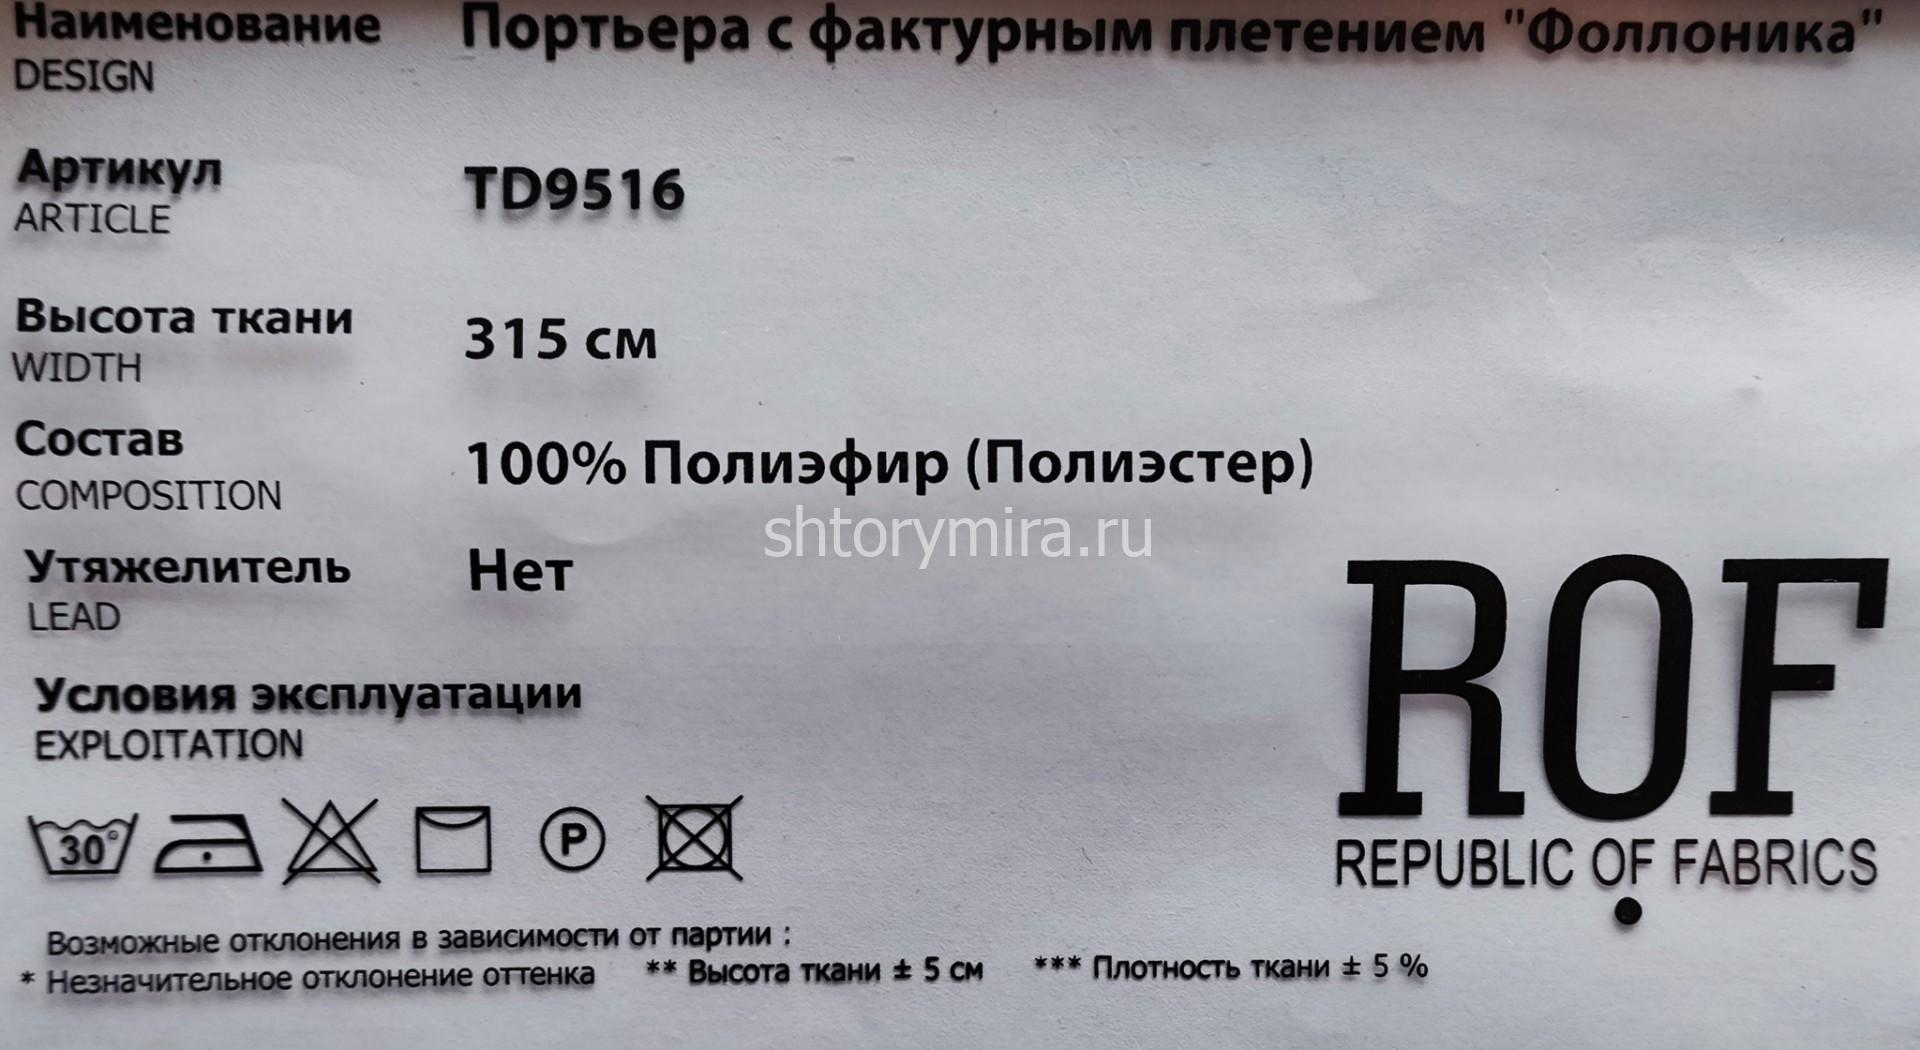 Наименование Портьера с фактурным плетением "Фоллоника"
DESIGN
Артикул TD9516
ARTICLE
Высота ткани 315 см
WIDTH
Состав 100% Полиэфир (Полиэстер)
COMPOSITION
shtorymira.ru
Утяжелитель Нет
LEAD
Условия эксплуатации
EXPLOITATION
30° P
ROF
REPUBLIC OF FABRICS
Возможные отклонения в зависимости от партии :
* Незначительное отклонение оттенка ** Высота ткани ± 5 см *** Плотность ткани ± 5 %